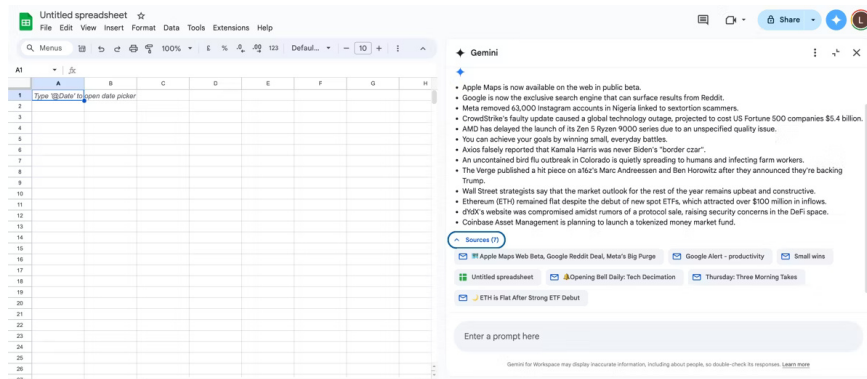 Untitled spreadsheet
File Edit View Insert Format Data Tools Extensions Help
Share
L
Menus 100% £ % .0 .00 123 Defaul... − 10 + 
A1 fx
A B C D E F G H
1 Type '@Date' to open date picker
2
3
4
5
6
7
8
9
10
11
12
13
14
15
16
17
18
19
20
21
22
23
24
25
26
Gemini
• Apple Maps is now available on the web in public beta.
• Google is now the exclusive search engine that can surface results from Reddit.
• Meta removed 63,000 Instagram accounts in Nigeria linked to sextortion scammers.
• CrowdStrike's faulty update caused a global technology outage, projected to cost US Fortune 500 companies $5.4 billion.
• AMD has delayed the launch of its Zen 5 Ryzen 9000 series due to an unspecified quality issue.
• You can achieve your goals by winning small, everyday battles.
• Axios falsely reported that Kamala Harris was never Biden's "border czar".
• An uncontained bird flu outbreak in Colorado is quietly spreading to humans and infecting farm workers.
• The Verge published a hit piece on a16z's Marc Andreessen and Ben Horowitz after they announced they're backing
Trump.
• Wall Street strategists say that the market outlook for the rest of the year remains upbeat and constructive.
• Ethereum (ETH) remained flat despite the debut of new spot ETFs, which attracted over $100 million in inflows.
• dYdX's website was compromised amidst rumors of a protocol sale, raising security concerns in the DeFi space.
• Coinbase Asset Management is planning to launch a tokenized money market fund.
Sources (7)
Apple Maps Web Beta, Google Reddit Deal, Meta's Big Purge Google Alert - productivity Small wins
Untitled spreadsheet Opening Bell Daily: Tech Decimation Thursday: Three Morning Takes
ETH is Flat After Strong ETF Debut
Enter a prompt here
Gemini for Workspace may display inaccurate information, including about people, so double-check its responses. Learn more